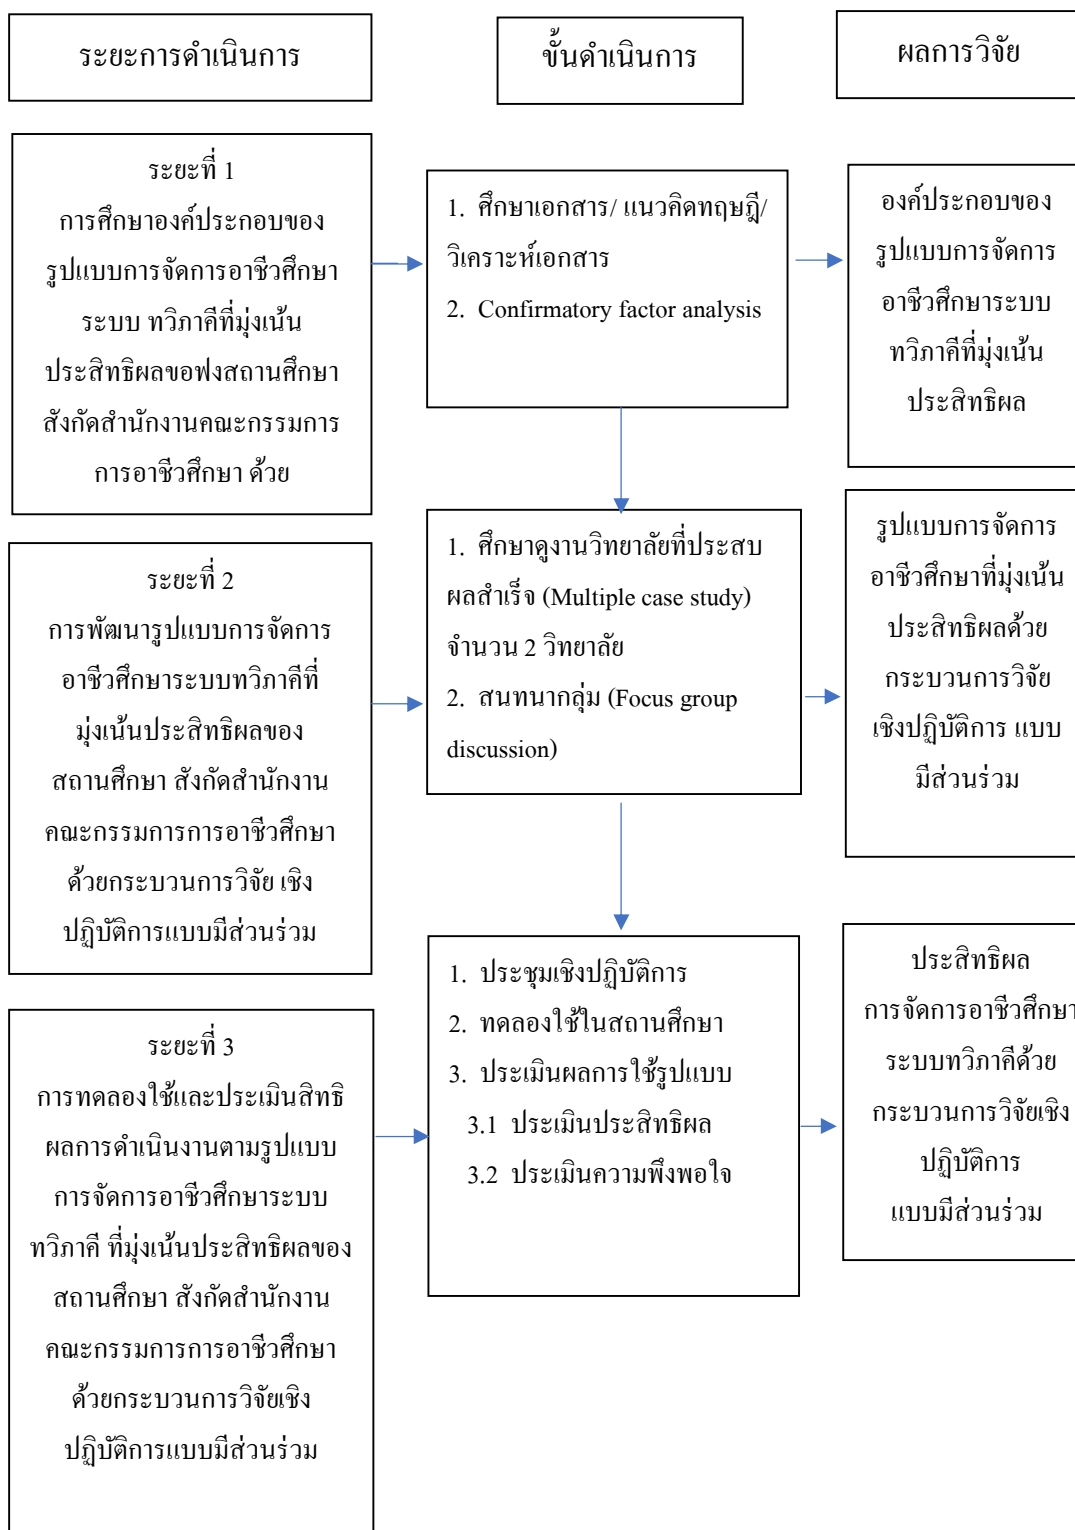 ระยะการดำเนินการ
ขั้นดำเนินการ
ผลการวิจัย
ระยะที่ 1
การศึกษาองค์ประกอบของ
รูปแบบการจัดการอาชีวศึกษา
ระบบ ทวิภาคีที่มุ่งเน้น
ประสิทธิผลขอฟงสถานศึกษา
สังกัดสำนักงานคณะกรรมการ
การอาชีวศึกษา ด้วย
1. ศึกษาเอกสาร/ แนวคิดทฤษฎี/
วิเคราะห์เอกสาร
2. Confirmatory factor analysis
องค์ประกอบของ
รูปแบบการจัดการ
อาชีวศึกษาระบบ
ทวิภาคีที่มุ่งเน้น
ประสิทธิผล
ระยะที่ 2
การพัฒนารูปแบบการจัดการ
อาชีวศึกษาระบบทวิภาคีที่
มุ่งเน้นประสิทธิผลของ
สถานศึกษา สังกัดสำนักงาน
คณะกรรมการการอาชีวศึกษา
ด้วยกระบวนการวิจัย เชิง
ปฏิบัติการแบบมีส่วนร่วม
1. ศึกษาดูงานวิทยาลัยที่ประสบ
ผลสำเร็จ (Multiple case study)
จำนวน 2 วิทยาลัย
2. สนทนากลุ่ม (Focus group
discussion)
รูปแบบการจัดการ
อาชีวศึกษาที่มุ่งเน้น
ประสิทธิผลด้วย
กระบวนการวิจัย
เชิงปฏิบัติการ แบบ
มีส่วนร่วม
ระยะที่ 3
การทดลองใช้และประเมินสิทธิ
ผลการดำเนินงานตามรูปแบบ
การจัดการอาชีวศึกษาระบบ
ทวิภาคี ที่มุ่งเน้นประสิทธิผลของ
สถานศึกษา สังกัดสำนักงาน
คณะกรรมการการอาชีวศึกษา
ด้วยกระบวนการวิจัยเชิง
ปฏิบัติการแบบมีส่วนร่วม
1. ประชุมเชิงปฏิบัติการ
2. ทดลองใช้ในสถานศึกษา
3. ประเมินผลการใช้รูปแบบ
3.1 ประเมินประสิทธิผล
3.2 ประเมินความพึงพอใจ
ประสิทธิผล
การจัดการอาชีวศึกษา
ระบบทวิภาคีด้วย
กระบวนการวิจัยเชิง
ปฏิบัติการ
แบบมีส่วนร่วม